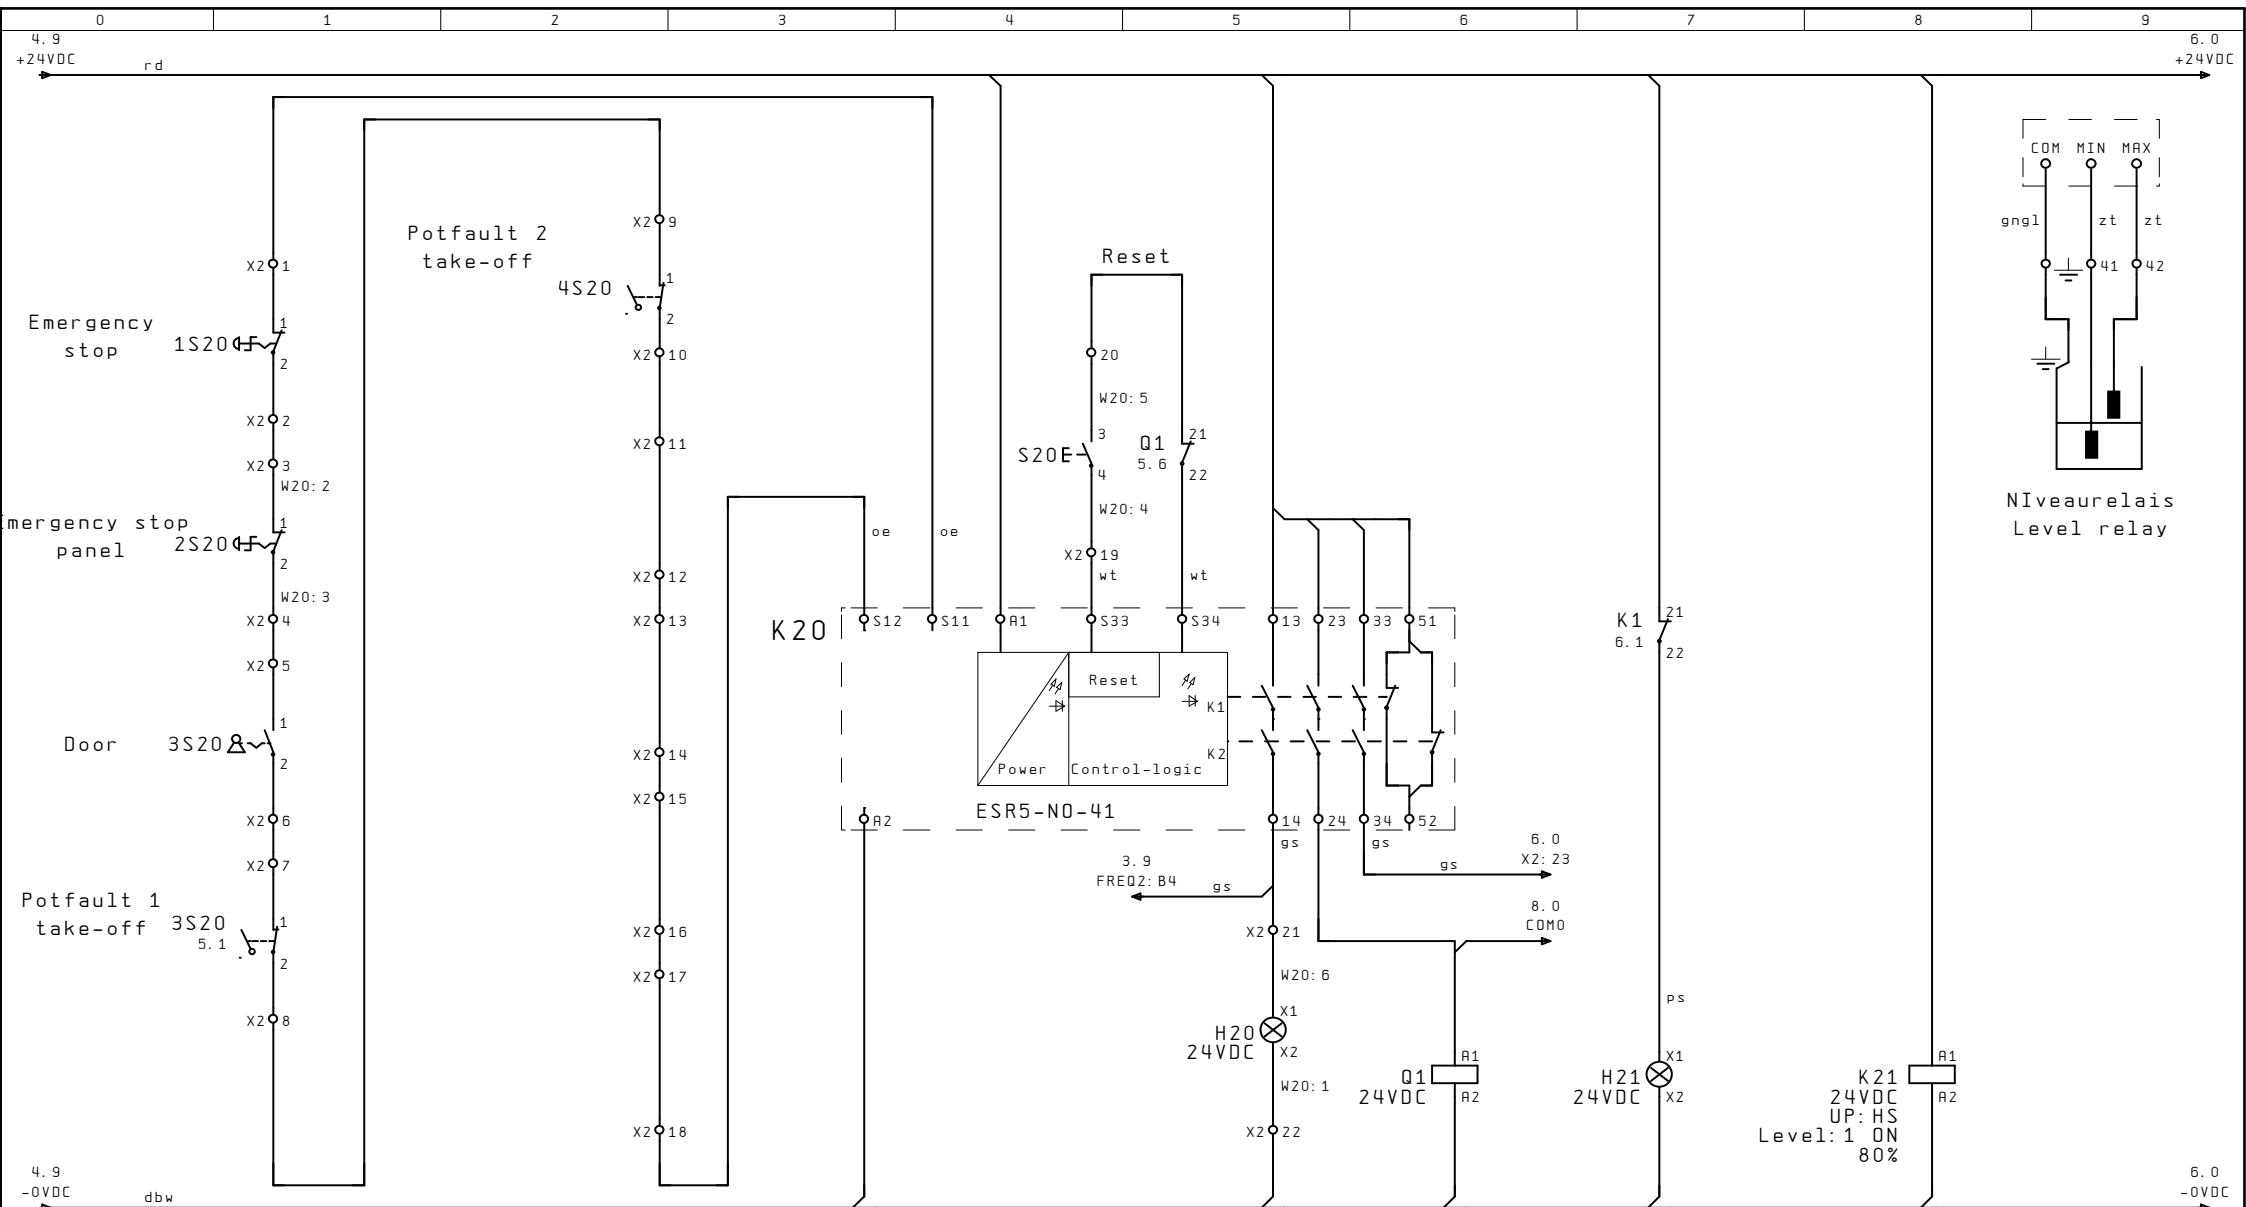 0 1 2 3 4 5 6 7 8 9
4.9
+24VDC
rd
6.0
+24VDC
COM MIN MAX
gngl zt zt
41 42
NIveaurelais
Level relay
X2 1
Emergency
stop
1S20
1
2
X2 2
X2 3
W20:2
mergency stop
panel
2S20
1
2
W20:3
X2 4
X2 5
Door
3S20
1
2
X2 6
X2 7
Potfault 1
take-off
3S20
5.1
1
2
X2 8
Potfault 2
take-off
X2 9
4S20
1
2
X2 10
X2 11
X2 12
X2 13
X2 14
X2 15
X2 16
X2 17
X2 18
oe oe
Reset
20
W20:5
S20
3
4
Q1
5.6
21
22
W20:4
X2 19
wt wt
K20
S12 S11 A1 S33 S34 13 23 33 51
Reset
K1
K2
Power Control-logic
ESR5-NO-41
A2 14 24 34 52
gs gs
3.9
FREQ2:B4
gs
gs
6.0
X2:23
8.0
COM0
X2 21
W20:6
X1
H20
24VDC
X2
W20:1
X2 22
Q1
24VDC
A1
A2
K1
6.1
21
22
ps
H21
24VDC
X1
X2
K21
24VDC
UP:HS
Level:1 ON
80%
A1
A2
4.9
-0VDC
dbw
6.0
-0VDC